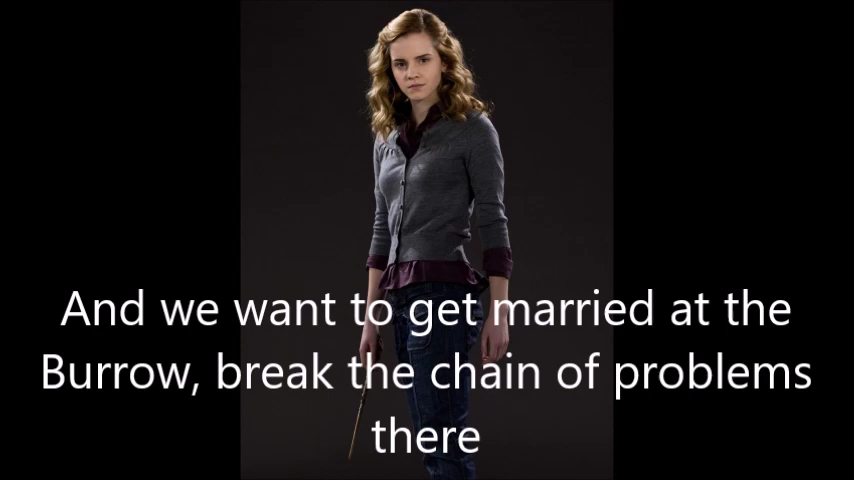 And we want to get married at the
Burrow, break the chain of problems
there